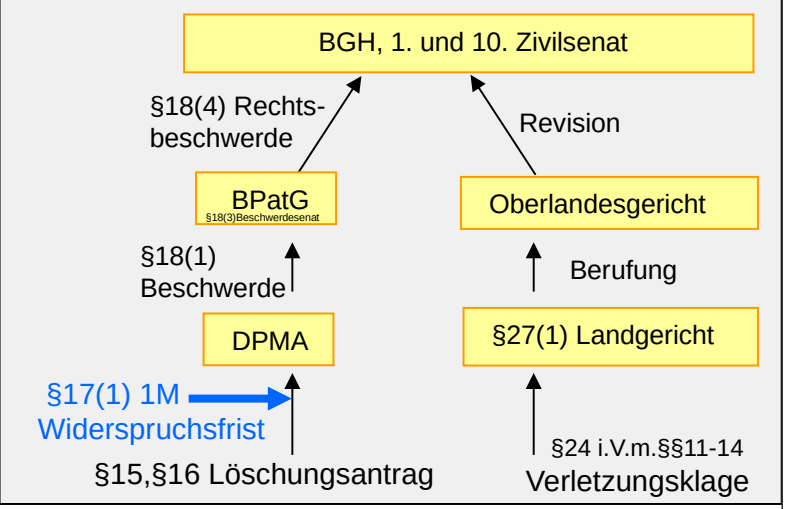 BGH, 1. und 10. Zivilsenat
§18(4) Rechts-
beschwerde
Revision
BPatG
§18(3)Beschwerdesenat
Oberlandesgericht
§18(1)
Beschwerde
Berufung
DPMA
§27(1) Landgericht
§17(1) 1M
Widerspruchsfrist
§15,§16 Löschungsantrag
§24 i.V.m.§§11-14
Verletzungsklage